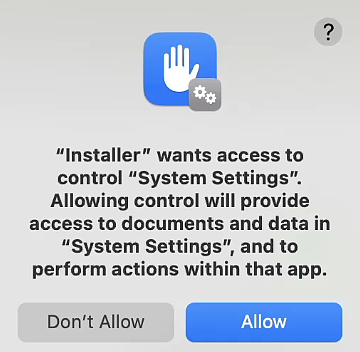 ?
“Installer” wants access to
control “System Settings”.
Allowing control will provide
access to documents and data in
“System Settings”, and to
perform actions within that app.
Don’t Allow
Allow